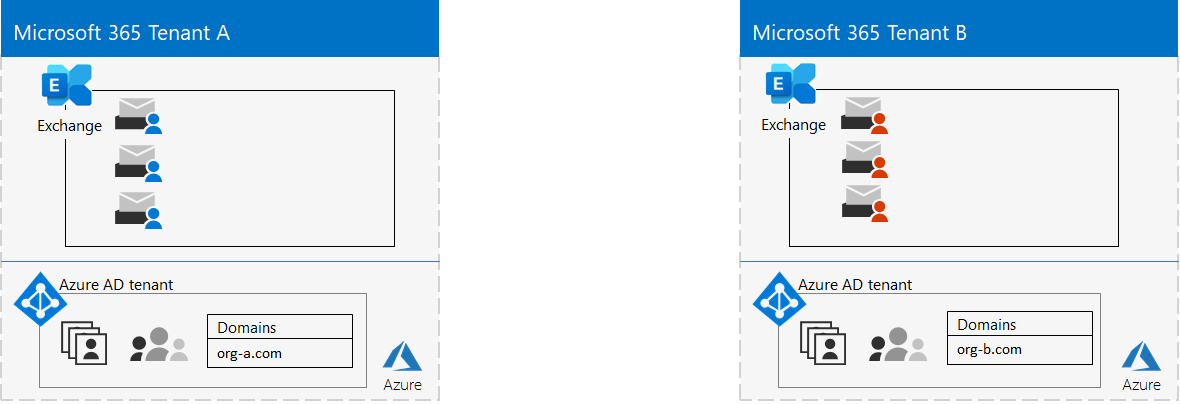 Microsoft 365 Tenant A
E
Exchange
Azure AD tenant
Domains
org-a.com
Azure
Microsoft 365 Tenant B
E
Exchange
Azure AD tenant
Domains
org-b.com
Azure